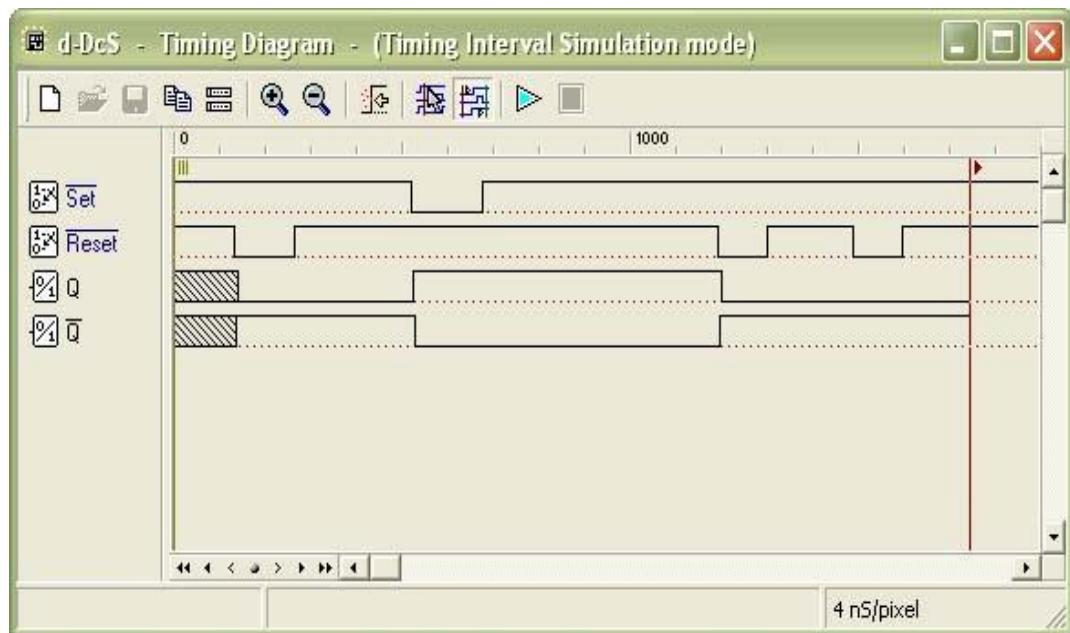 d-DcS - Timing Diagram - (Timing Interval Simulation mode)
0 1000
Set
Reset
Q
Q
4 nS/pixel